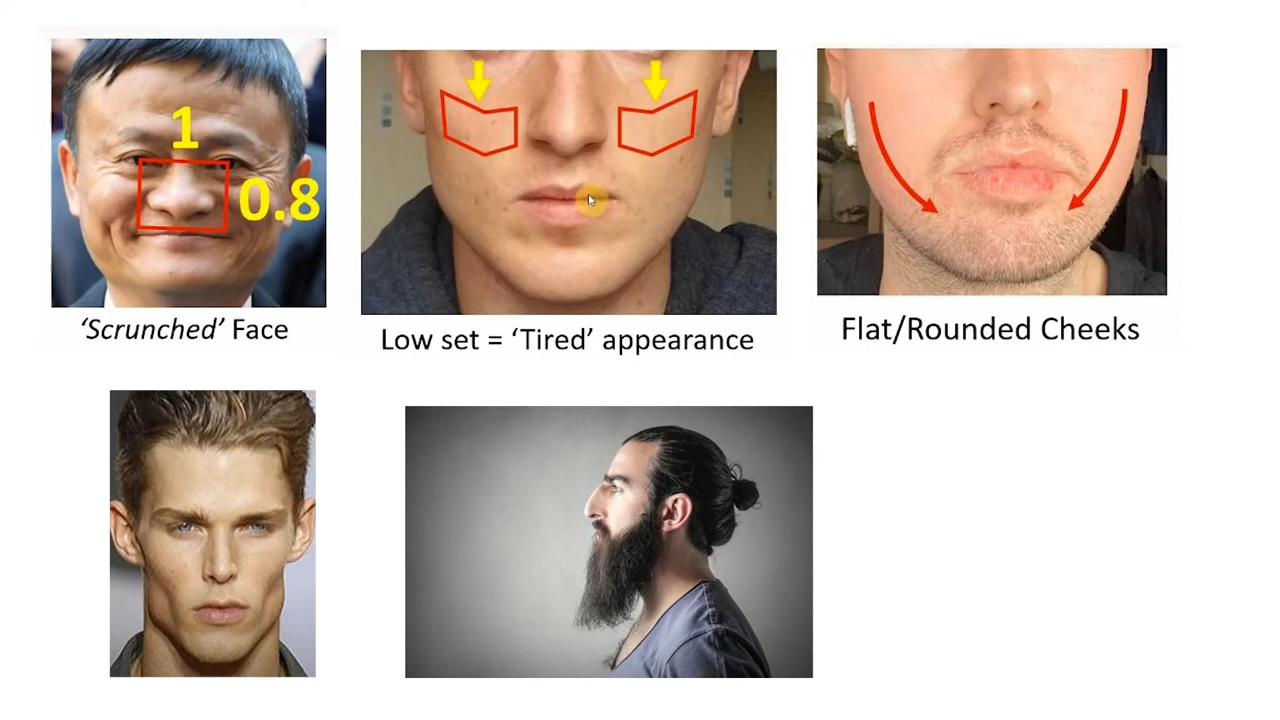 1
0.8
‘Scrunched’ Face
Low set = ‘Tired’ appearance
Flat/Rounded Cheeks